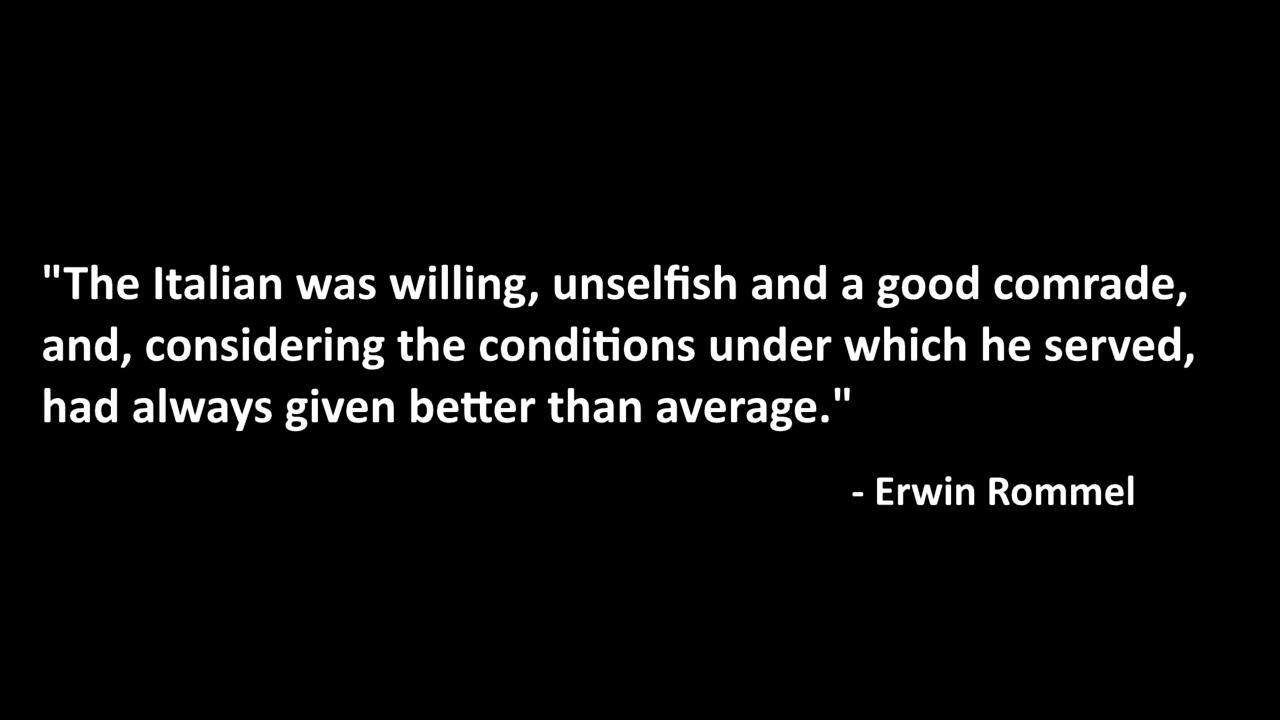 "The Italian was willing, unselfish and a good comrade,
and, considering the conditions under which he served,
had always given better than average."
- Erwin Rommel